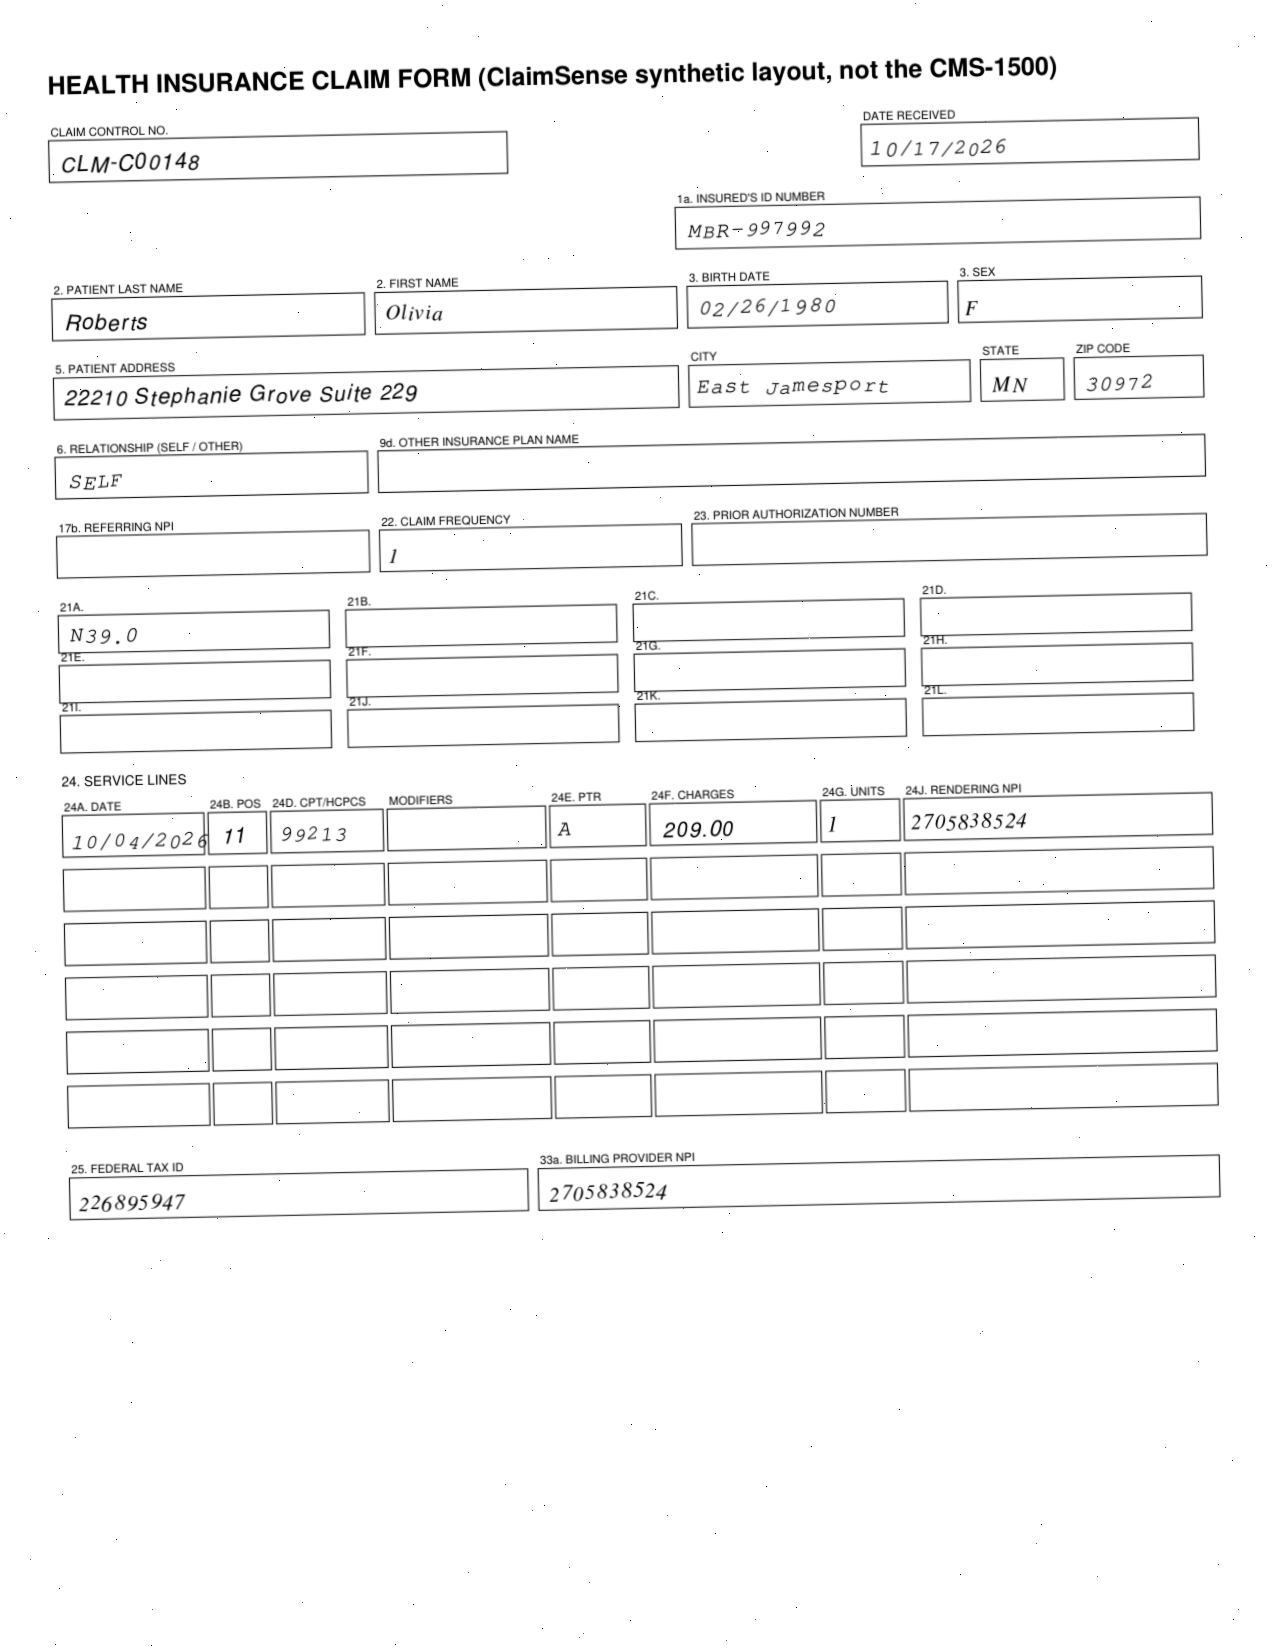 HEALTH INSURANCE CLAIM FORM (ClaimSense synthetic layout, not the CMS-1500)
CLAIM CONTROL NO.
CLM-C00148
DATE RECEIVED
10/17/2026
1a. INSURED'S ID NUMBER
MBR-997992
2. PATIENT LAST NAME
Roberts
2. FIRST NAME
Olivia
3. BIRTH DATE
02/26/1980
3. SEX
F
5. PATIENT ADDRESS
22210 Stephanie Grove Suite 229
CITY
East Jamesport
STATE
MN
ZIP CODE
30972
6. RELATIONSHIP (SELF / OTHER)
SELF
9d. OTHER INSURANCE PLAN NAME
17b. REFERRING NPI
22. CLAIM FREQUENCY
1
23. PRIOR AUTHORIZATION NUMBER
21A.
N39.0
21B.
21C.
21D.
21E.
21F.
21G.
21H.
21I.
21J.
21K.
21L.
24. SERVICE LINES
24A. DATE 24B. POS 24D. CPT/HCPCS MODIFIERS 24E. PTR 24F. CHARGES 24G. UNITS 24J. RENDERING NPI
10/04/2026 11 99213 A 209.00 1 2705838524
25. FEDERAL TAX ID
226895947
33a. BILLING PROVIDER NPI
2705838524